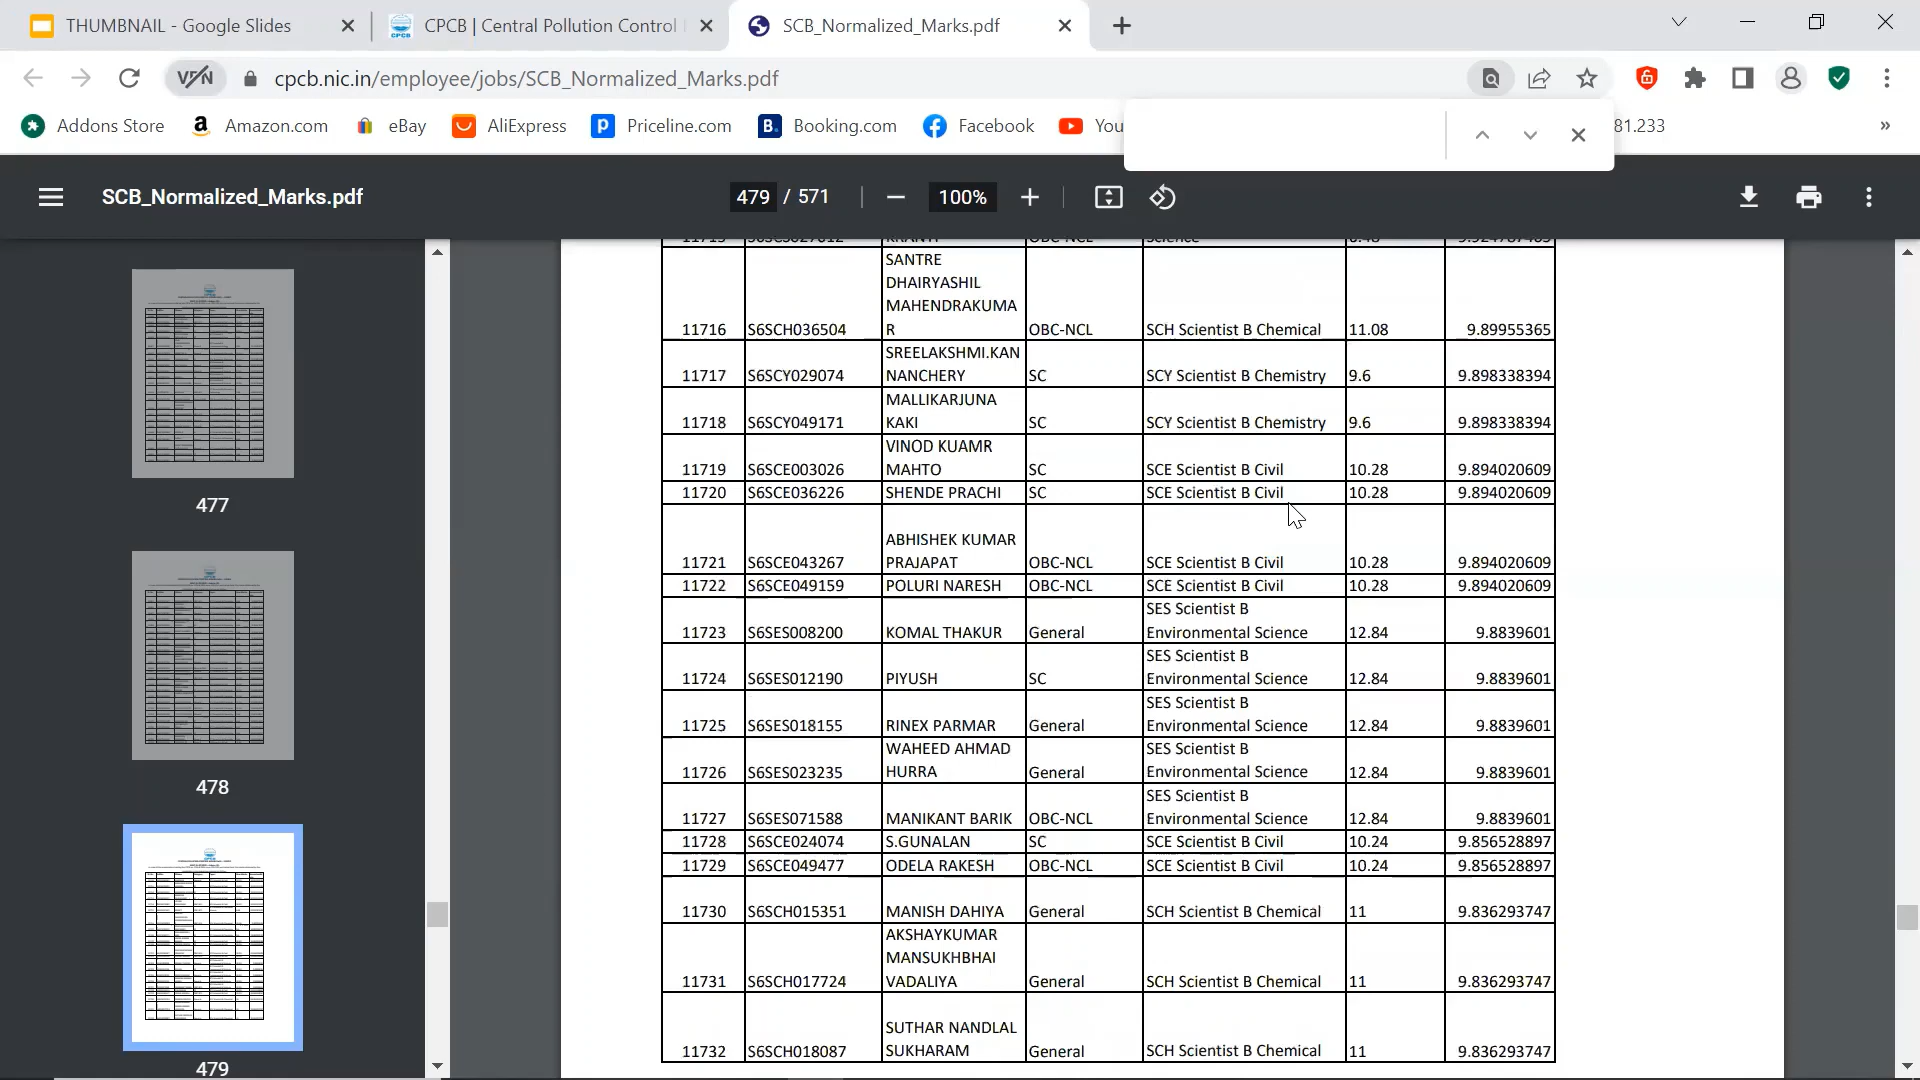 THUMBNAIL - Google Slides
CPCB | Central Pollution Control
SCB_Normalized_Marks.pdf
VPN
cpcb.nic.in/employee/jobs/SCB_Normalized_Marks.pdf
Addons Store
Amazon.com
eBay
AliExpress
Priceline.com
Booking.com
Facebook
You
81.233
SCB_Normalized_Marks.pdf
479 / 571
100%
477
478
479
SANTRE
DHAIRYASHIL
MAHENDRAKUMA
11716 S6SCH036504 R OBC-NCL SCH Scientist B Chemical 11.08 9.89955365
SREELAKSHMI.KAN
11717 S6SCY029074 NANCHERY SC SCY Scientist B Chemistry 9.6 9.898338394
MALLIKARJUNA
11718 S6SCY049171 KAKI SC SCY Scientist B Chemistry 9.6 9.898338394
VINOD KUAMR
11719 S6SCE003026 MAHTO SC SCE Scientist B Civil 10.28 9.894020609
11720 S6SCE036226 SHENDE PRACHI SC SCE Scientist B Civil 10.28 9.894020609
ABHISHEK KUMAR
11721 S6SCE043267 PRAJAPAT OBC-NCL SCE Scientist B Civil 10.28 9.894020609
11722 S6SCE049159 POLURI NARESH OBC-NCL SCE Scientist B Civil 10.28 9.894020609
SES Scientist B
11723 S6SES008200 KOMAL THAKUR General Environmental Science 12.84 9.8839601
SES Scientist B
11724 S6SES012190 PIYUSH SC Environmental Science 12.84 9.8839601
SES Scientist B
11725 S6SES018155 RINEX PARMAR General Environmental Science 12.84 9.8839601
WAHEED AHMAD SES Scientist B
11726 S6SES023235 HURRA General Environmental Science 12.84 9.8839601
SES Scientist B
11727 S6SES071588 MANIKANT BARIK OBC-NCL Environmental Science 12.84 9.8839601
11728 S6SCE024074 S.GUNALAN SC SCE Scientist B Civil 10.24 9.856528897
11729 S6SCE049477 ODELA RAKESH OBC-NCL SCE Scientist B Civil 10.24 9.856528897
11730 S6SCH015351 MANISH DAHIYA General SCH Scientist B Chemical 11 9.836293747
AKSHAYKUMAR
MANSUKHBHAI
11731 S6SCH017724 VADALIYA General SCH Scientist B Chemical 11 9.836293747
SUTHAR NANDLAL
11732 S6SCH018087 SUKHARAM General SCH Scientist B Chemical 11 9.836293747